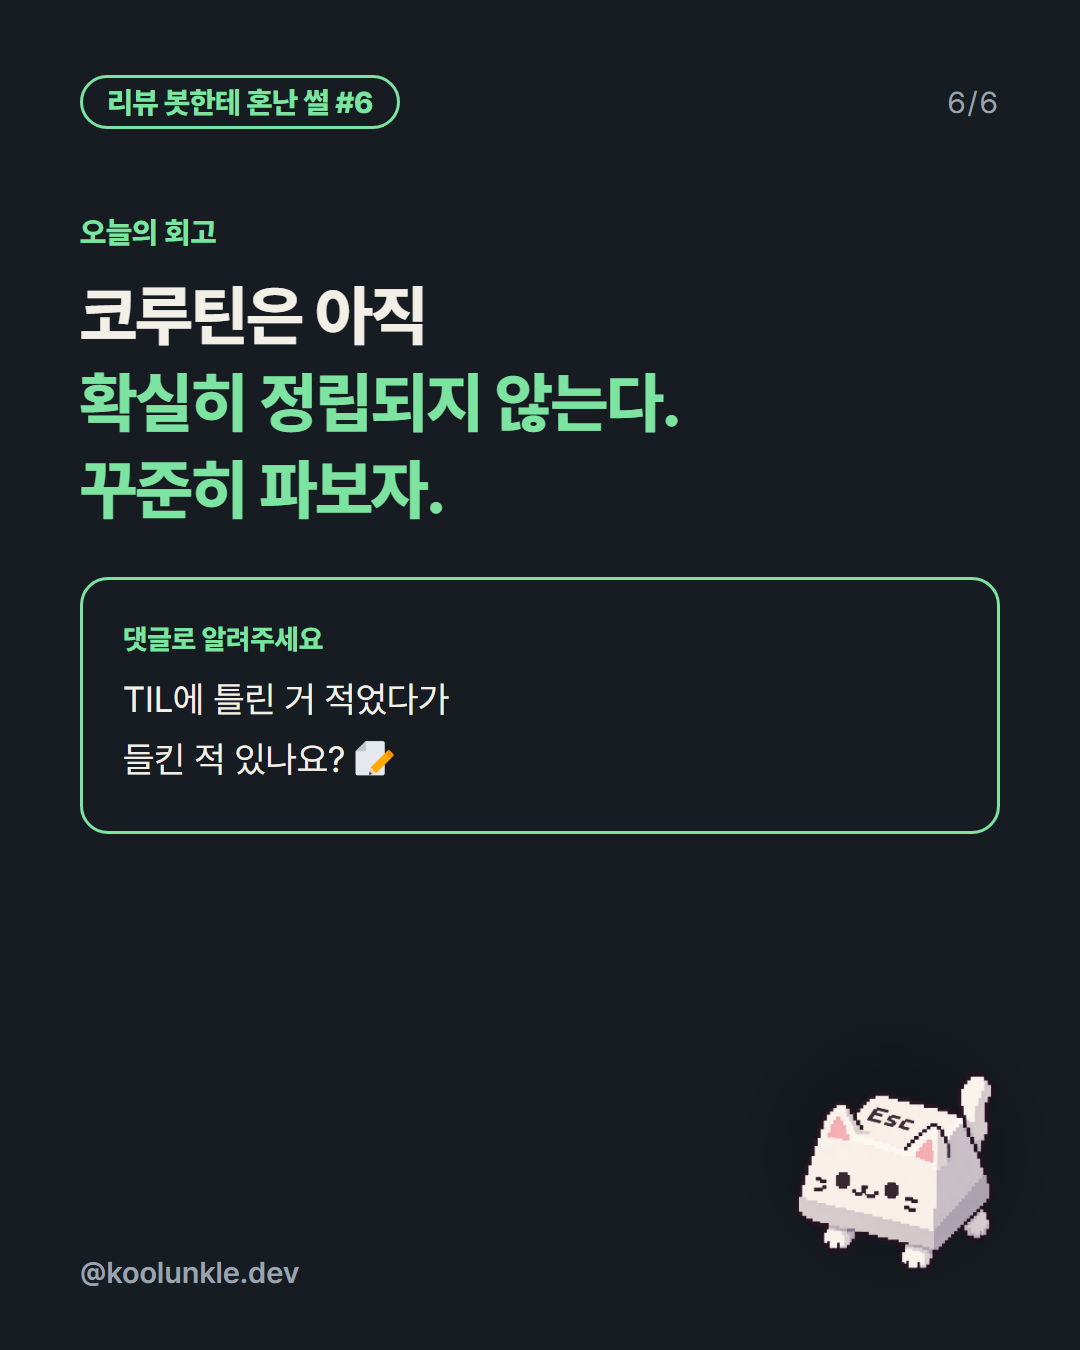 리뷰 봇한테 혼난 썰 #6
6/6
오늘의 회고
코루틴은 아직
확실히 정립되지 않는다.
꾸준히 파보자.
댓글로 알려주세요
TIL에 틀린 거 적었다가
들킨 적 있나요? 📝
Esc
@koolunkle.dev